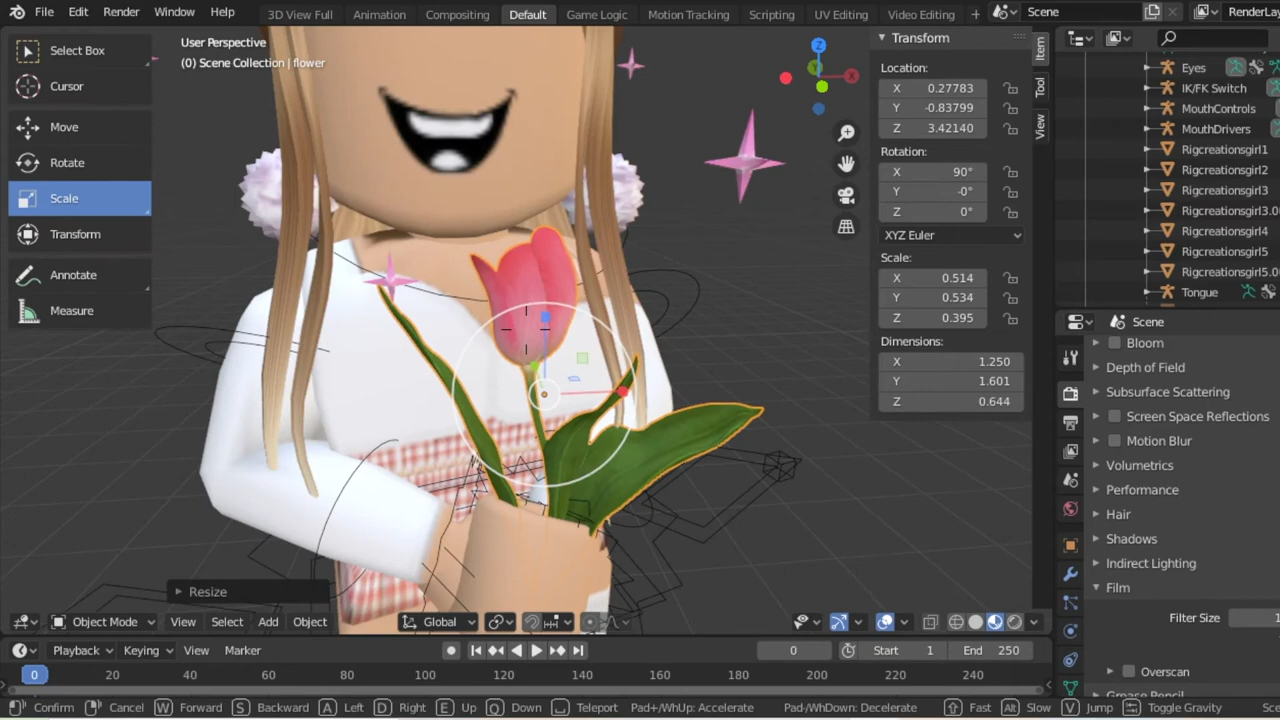 File Edit Render Window Help 3D View Full Animation Compositing Default Game Logic Motion Tracking Scripting UV Editing Video Editing + Scene RenderLay
Select Box
Cursor
Move
Rotate
Scale
Transform
Annotate
Measure
User Perspective
(0) Scene Collection | flower
Z
Y
X
Transform
Location:
X 0.27783
Y -0.83799
Z 3.42140
Rotation:
X 90°
Y -0°
Z 0°
XYZ Euler
Scale:
X 0.514
Y 0.534
Z 0.395
Dimensions:
X 1.250
Y 1.601
Z 0.644
Item
Tool
View
Eyes
IK/FK Switch
MouthControls
MouthDrivers
Rigcreationsgirl1
Rigcreationsgirl2
Rigcreationsgirl3
Rigcreationsgirl3.0
Rigcreationsgirl4
Rigcreationsgirl5
Rigcreationsgirl5.00
Tongue
Scene
Bloom
Depth of Field
Subsurface Scattering
Screen Space Reflections
Motion Blur
Volumetrics
Performance
Hair
Shadows
Indirect Lighting
Film
Filter Size 1
Overscan
Grease Pencil
Resize
Object Mode View Select Add Object Global
Playback Keying View Marker 0 Start 1 End 250
0 20 40 60 80 100 120 140 160 180 200 220 240
Confirm Cancel W Forward S Backward A Left D Right E Up Q Down Teleport Pad+/WhUp: Accelerate Pad-/WhDown: Decelerate Fast Alt Slow J Jump Toggle Gravity Sce